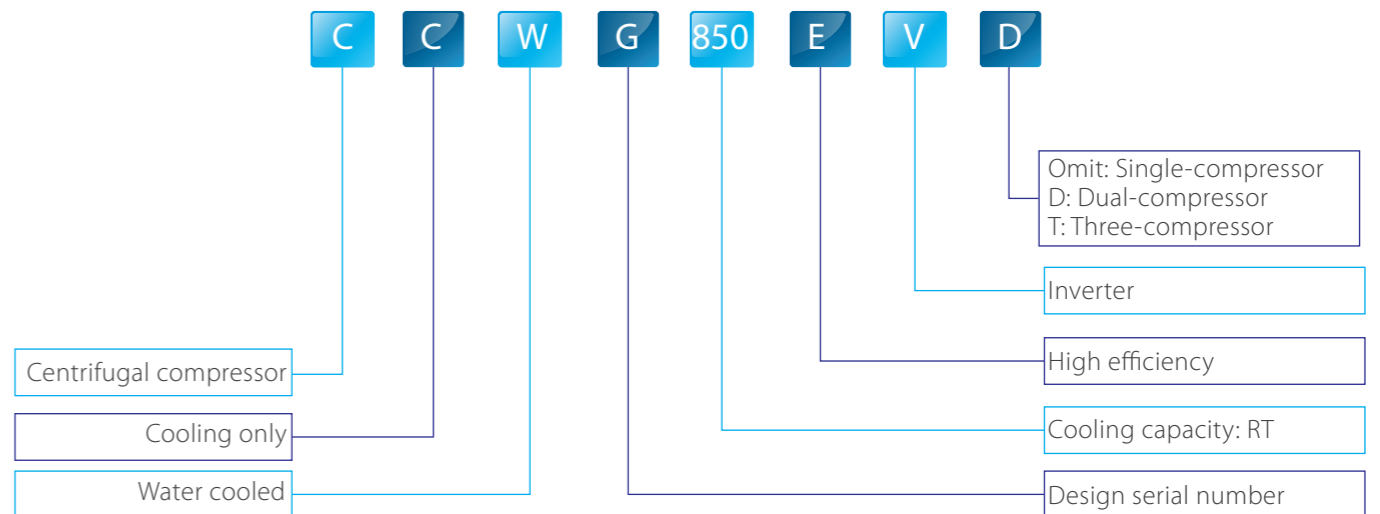 C C W G 850 E V D
Omit: Single-compressor
D: Dual-compressor
T: Three-compressor
Inverter
Centrifugal compressor
High efficiency
Cooling only
Cooling capacity: RT
Water cooled
Design serial number